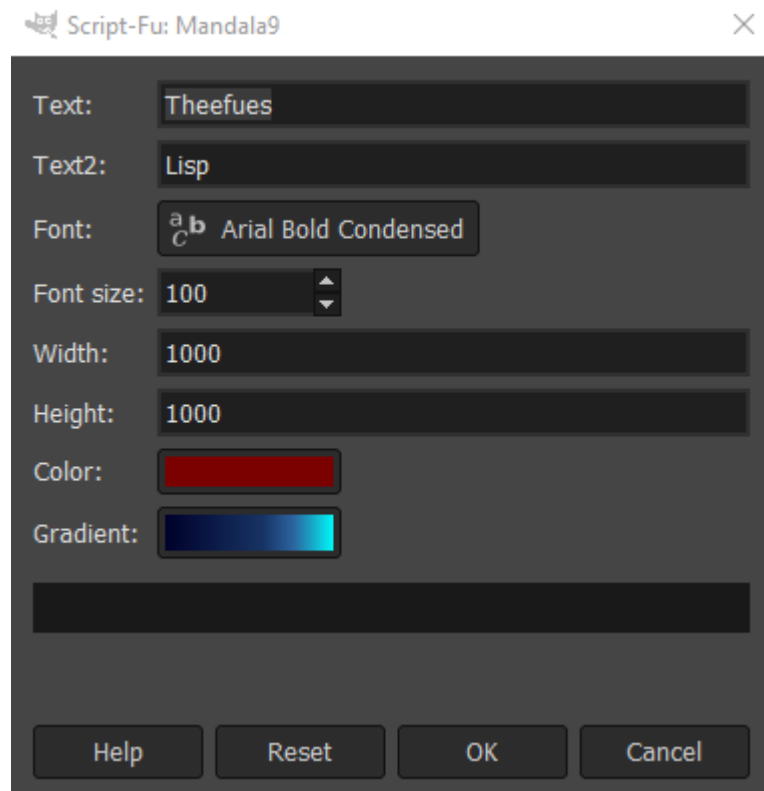 Script-Fu: Mandala9
Text: Theefues
Text2: Lisp
Font: Arial Bold Condensed
Font size: 100
Width: 1000
Height: 1000
Color:
Gradient:
Help Reset OK Cancel